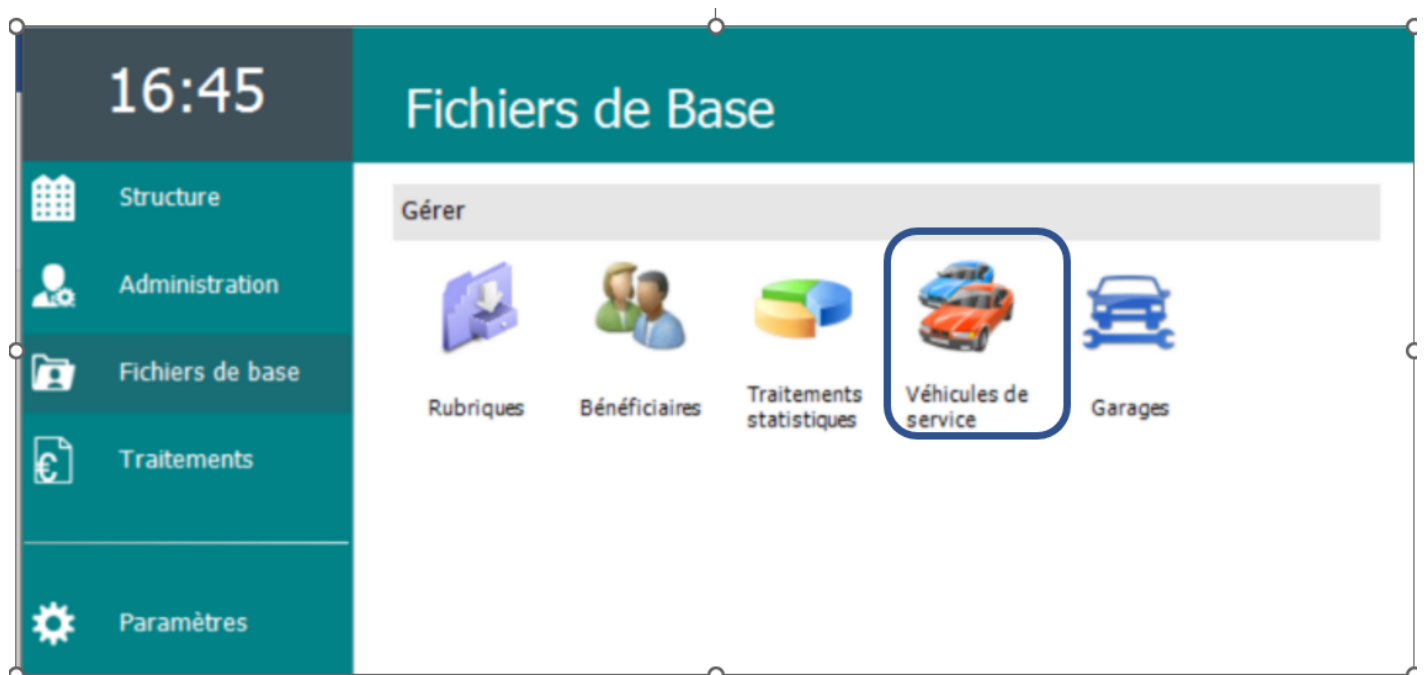 16:45
Fichiers de Base
Structure
Administration
Fichiers de base
Traitements
Paramètres
Gérer
Rubriques
Bénéficiaires
Traitements
statistiques
Véhicules de
service
Garages